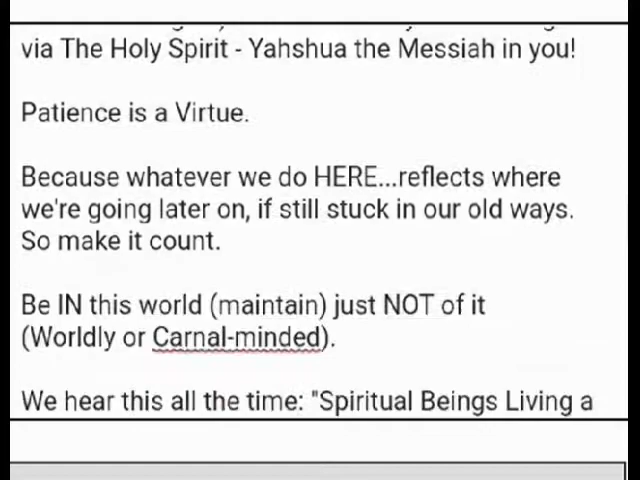 via The Holy Spirit - Yahshua the Messiah in you!
Patience is a Virtue.
Because whatever we do HERE...reflects where
we're going later on, if still stuck in our old ways.
So make it count.
Be IN this world (maintain) just NOT of it
(Worldly or Carnal-minded).
We hear this all the time: "Spiritual Beings Living a